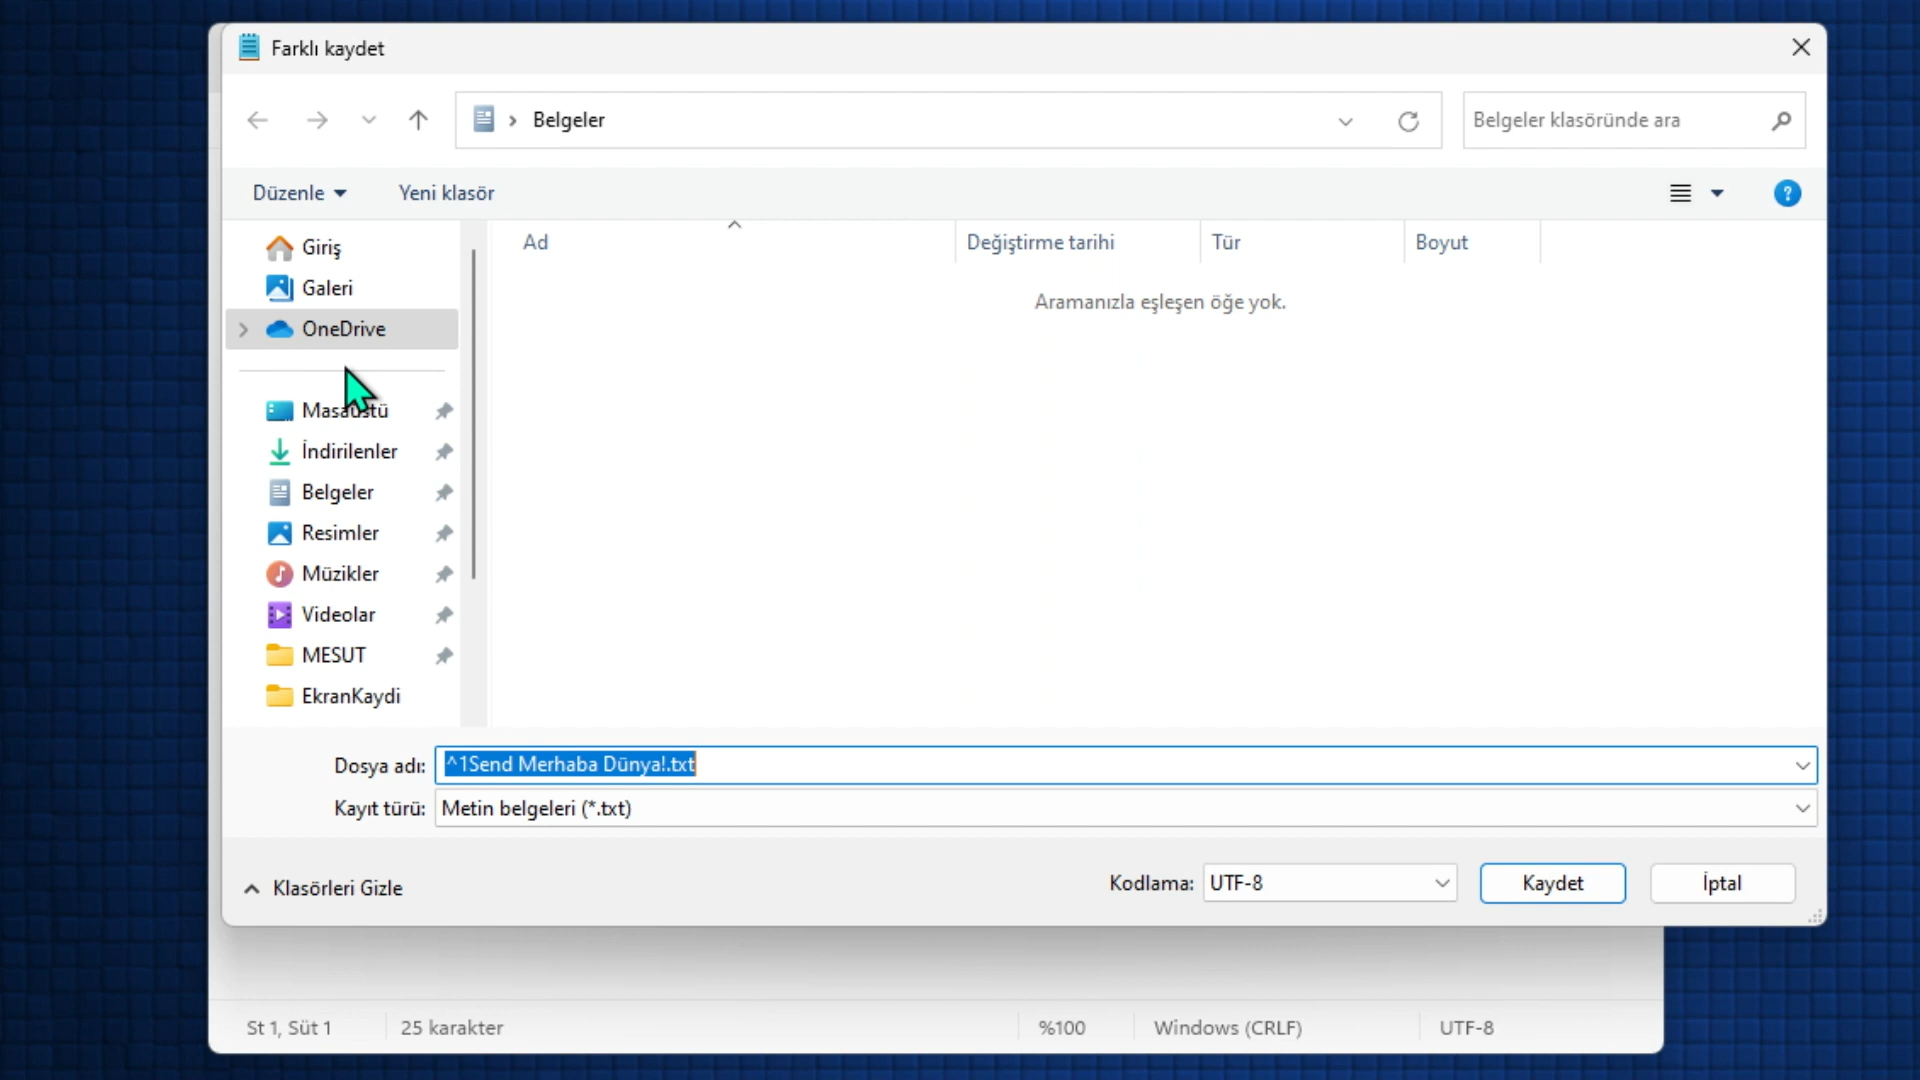 Farklı kaydet
Belgeler
Belgeler klasöründe ara
Düzenle
Yeni klasör
Ad
Değiştirme tarihi
Tür
Boyut
Aramanızla eşleşen öğe yok.
Giriş
Galeri
OneDrive
Masaüstü
İndirilenler
Belgeler
Resimler
Müzikler
Videolar
MESUT
EkranKaydi
Dosya adı: ^1Send Merhaba Dünya!.txt
Kayıt türü: Metin belgeleri (*.txt)
Klasörleri Gizle
Kodlama: UTF-8
Kaydet
İptal
St 1, Süt 1
25 karakter
%100
Windows (CRLF)
UTF-8